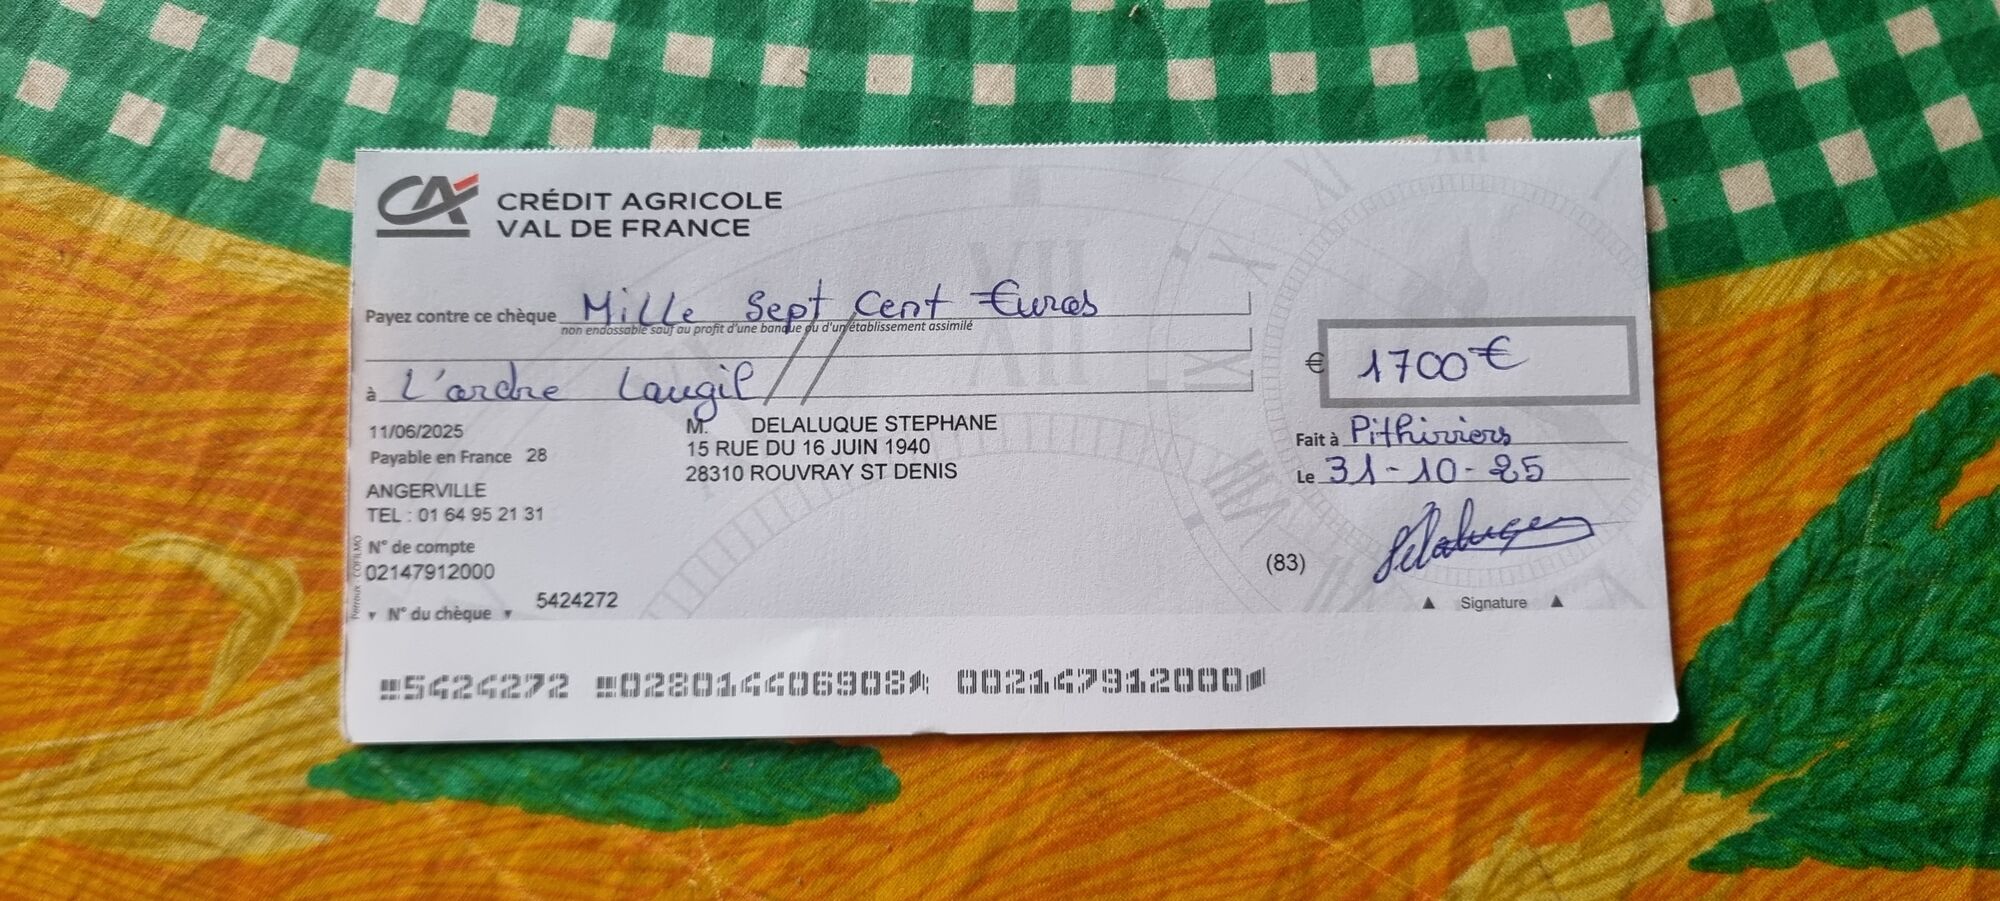 CA CRÉDIT AGRICOLE
VAL DE FRANCE
Payez contre ce chèque Mille Sept Cent Euros
non endossable sauf au profit d'une banque ou d'un établissement assimilé
€ 1700€
à L'ordre Laugil
11/06/2025
Payable en France 28
M. DELALUQUE STEPHANE
15 RUE DU 16 JUIN 1940
28310 ROUVRAY ST DENIS
Fait à Pithiviers
Le 31-10-25
ANGERVILLE
TEL : 01 64 95 21 31
N° de compte
02147912000
(83)
Delaluque
N° du chèque 5424272
Signature
5424272 028014406908 002147912000